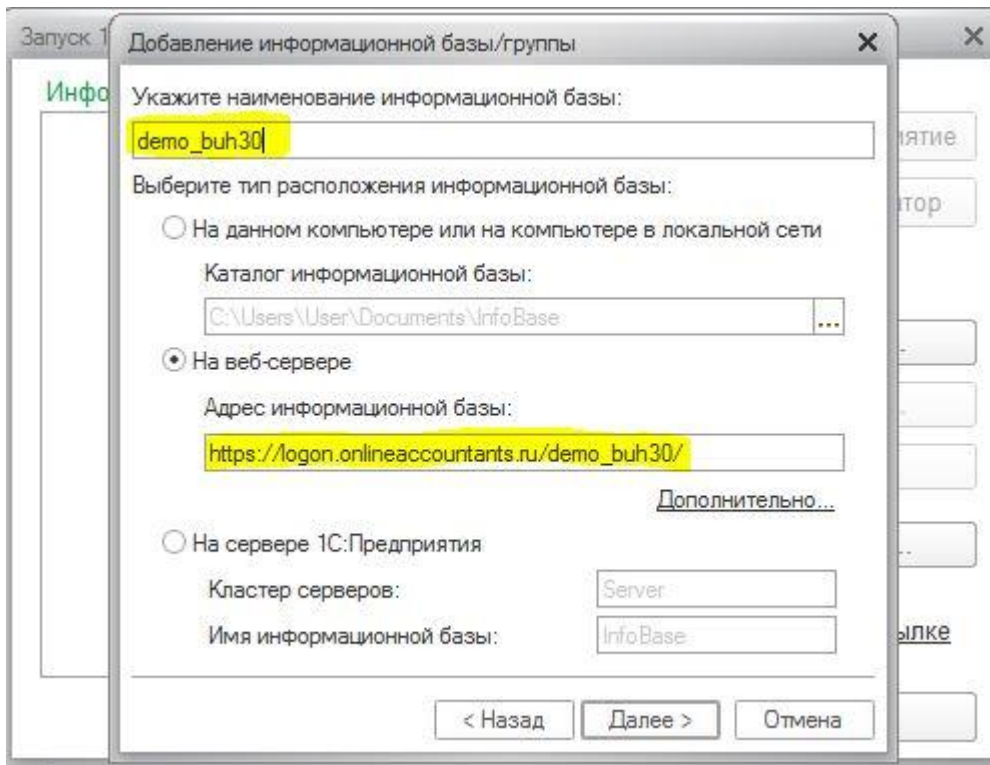 Запуск 1
Добавление информационной базы/группы
Инфо
Укажите наименование информационной базы:
demo_buh30
ятие
Выберите тип расположения информационной базы:
тор
На данном компьютере или на компьютере в локальной сети
Каталог информационной базы:
C:\Users\User\Documents\InfoBase
...
На веб-сервере
Адрес информационной базы:
https://logon.onlineaccountants.ru/demo_buh30/
Дополнительно...
На сервере 1С:Предприятия
Кластер серверов: Server
Имя информационной базы: InfoBase
ылке
< Назад Далее > Отмена